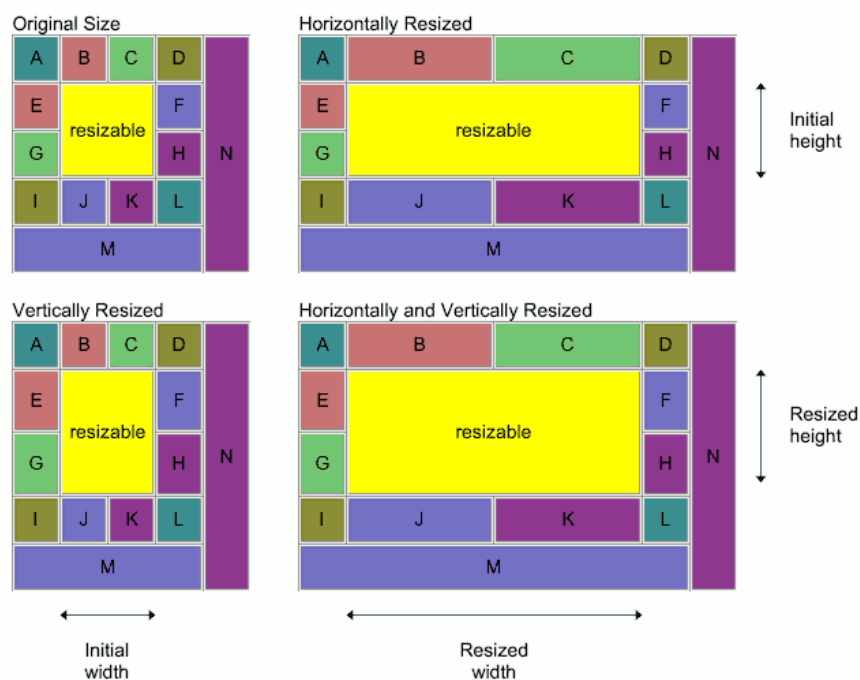 Original Size
A B C D
E F
resizable
G H N
I J K L
M
Horizontally Resized
A B C D
E F
resizable
G H N
I J K L
M
Initial
height
Vertically Resized
A B C D
E F
resizable
G H N
I J K L
M
Horizontally and Vertically Resized
A B C D
E F
resizable
G H N
I J K L
M
Resized
height
Initial
width
Resized
width